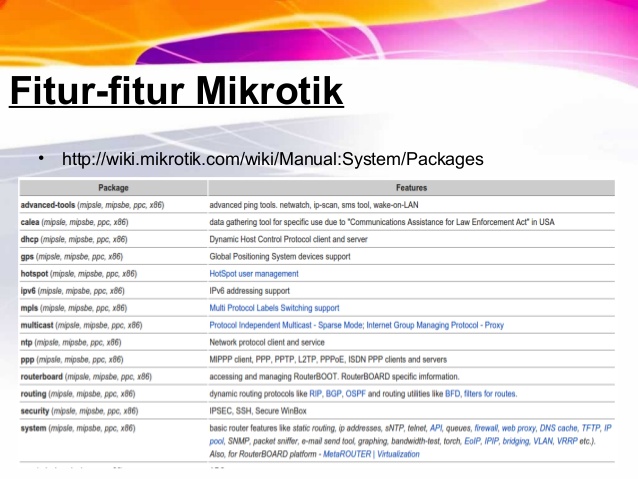 Fitur-fitur Mikrotik
• http://wiki.mikrotik.com/wiki/Manual:System/Packages
Package Features
advanced-tools (mipsle, mipsbe, ppc, x86) advanced ping tools. netwatch, ip-scan, sms tool, wake-on-LAN
calea (mipsle, mipsbe, ppc, x86) data gathering tool for specific use due to "Communications Assistance for Law Enforcement Act" in USA
dhcp (mipsle, mipsbe, ppc, x86) Dynamic Host Control Protocol client and server
gps (mipsle, mipsbe, ppc, x86) Global Positioning System devices support
hotspot (mipsle, mipsbe, ppc, x86) HotSpot user management
ipv6 (mipsle, mipsbe, ppc, x86) IPv6 addressing support
mpls (mipsle, mipsbe, ppc, x86) Multi Protocol Labels Switching support
multicast (mipsle, mipsbe, ppc, x86) Protocol Independent Multicast - Sparse Mode; Internet Group Managing Protocol - Proxy
ntp (mipsle, mipsbe, ppc, x86) Network protocol client and service
ppp (mipsle, mipsbe, ppc, x86) MlPPP client, PPP, PPTP, L2TP, PPPoE, ISDN PPP clients and servers
routerboard (mipsle, mipsbe, ppc, x86) accessing and managing RouterBOOT. RouterBOARD specific imformation.
routing (mipsle, mipsbe, ppc, x86) dynamic routing protocols like RIP, BGP, OSPF and routing utilities like BFD, filters for routes.
security (mipsle, mipsbe, ppc, x86) IPSEC, SSH, Secure WinBox
system (mipsle, mipsbe, ppc, x86) basic router features like static routing, ip addresses, sNTP, telnet, API, queues, firewall, web proxy, DNS cache, TFTP, IP
pool, SNMP, packet sniffer, e-mail send tool, graphing, bandwidth-test, torch, EoIP, IPIP, bridging, VLAN, VRRP etc.).
Also, for RouterBOARD platform - MetaROUTER | Virtualization